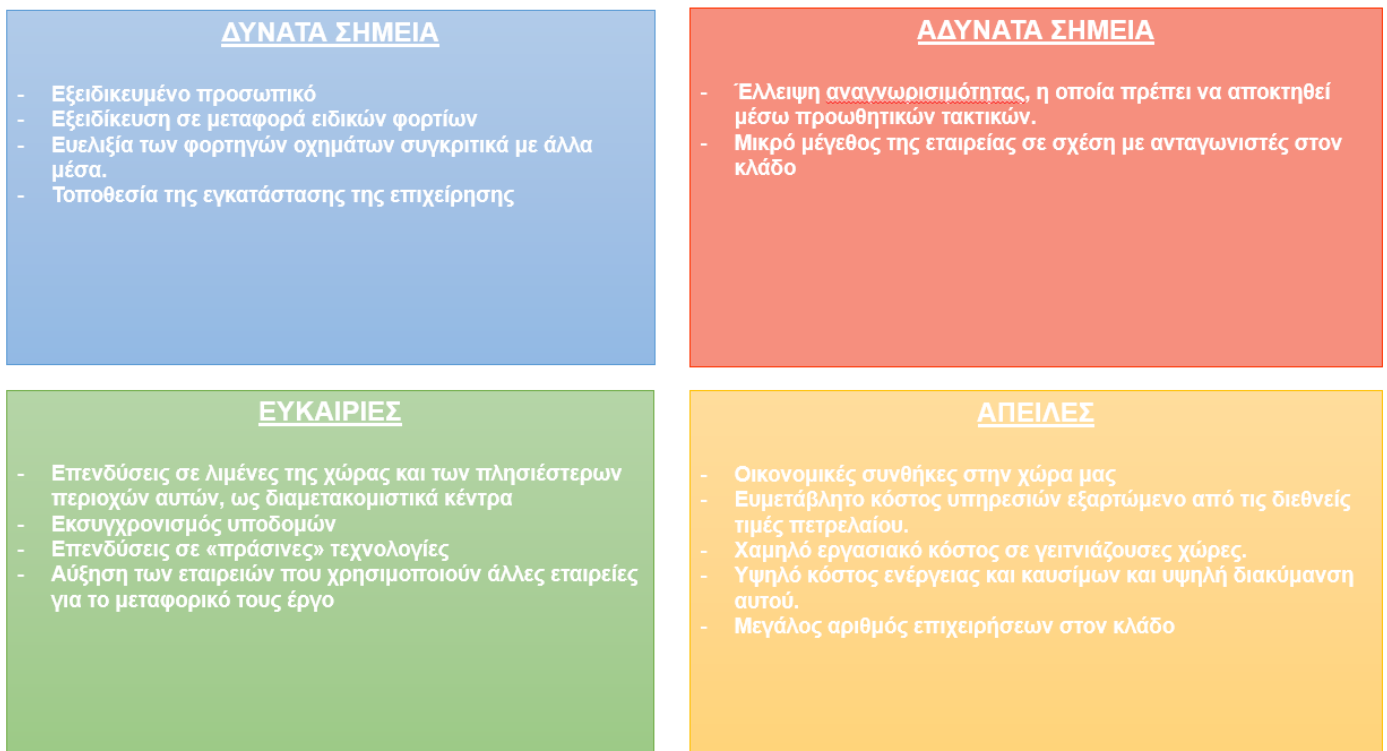 ΔΥΝΑΤΑ ΣΗΜΕΙΑ
- Εξειδικευμένο προσωπικό
- Εξειδίκευση σε μεταφορά ειδικών φορτίων
- Ευελιξία των φορτηγών οχημάτων συγκριτικά με άλλα
μέσα.
- Τοποθεσία της εγκατάστασης της επιχείρησης
ΑΔΥΝΑΤΑ ΣΗΜΕΙΑ
- Έλλειψη αναγνωρισιμότητας, η οποία πρέπει να αποκτηθεί
μέσω προωθητικών τακτικών.
- Μικρό μέγεθος της εταιρείας σε σχέση με ανταγωνιστές στον
κλάδο
ΕΥΚΑΙΡΙΕΣ
- Επενδύσεις σε λιμένες της χώρας και των πλησιέστερων
περιοχών αυτών, ως διαμετακομιστικά κέντρα
- Εκσυγχρονισμός υποδομών
- Επενδύσεις σε «πράσινες» τεχνολογίες
- Αύξηση των εταιρειών που χρησιμοποιούν άλλες εταιρείες
για το μεταφορικό τους έργο
ΑΠΕΙΛΕΣ
- Οικονομικές συνθήκες στην χώρα μας
- Ευμετάβλητο κόστος υπηρεσιών εξαρτώμενο από τις διεθνείς
τιμές πετρελαίου.
- Χαμηλό εργασιακό κόστος σε γειτνιάζουσες χώρες.
- Υψηλό κόστος ενέργειας και καυσίμων και υψηλή διακύμανση
αυτού.
- Μεγάλος αριθμός επιχειρήσεων στον κλάδο